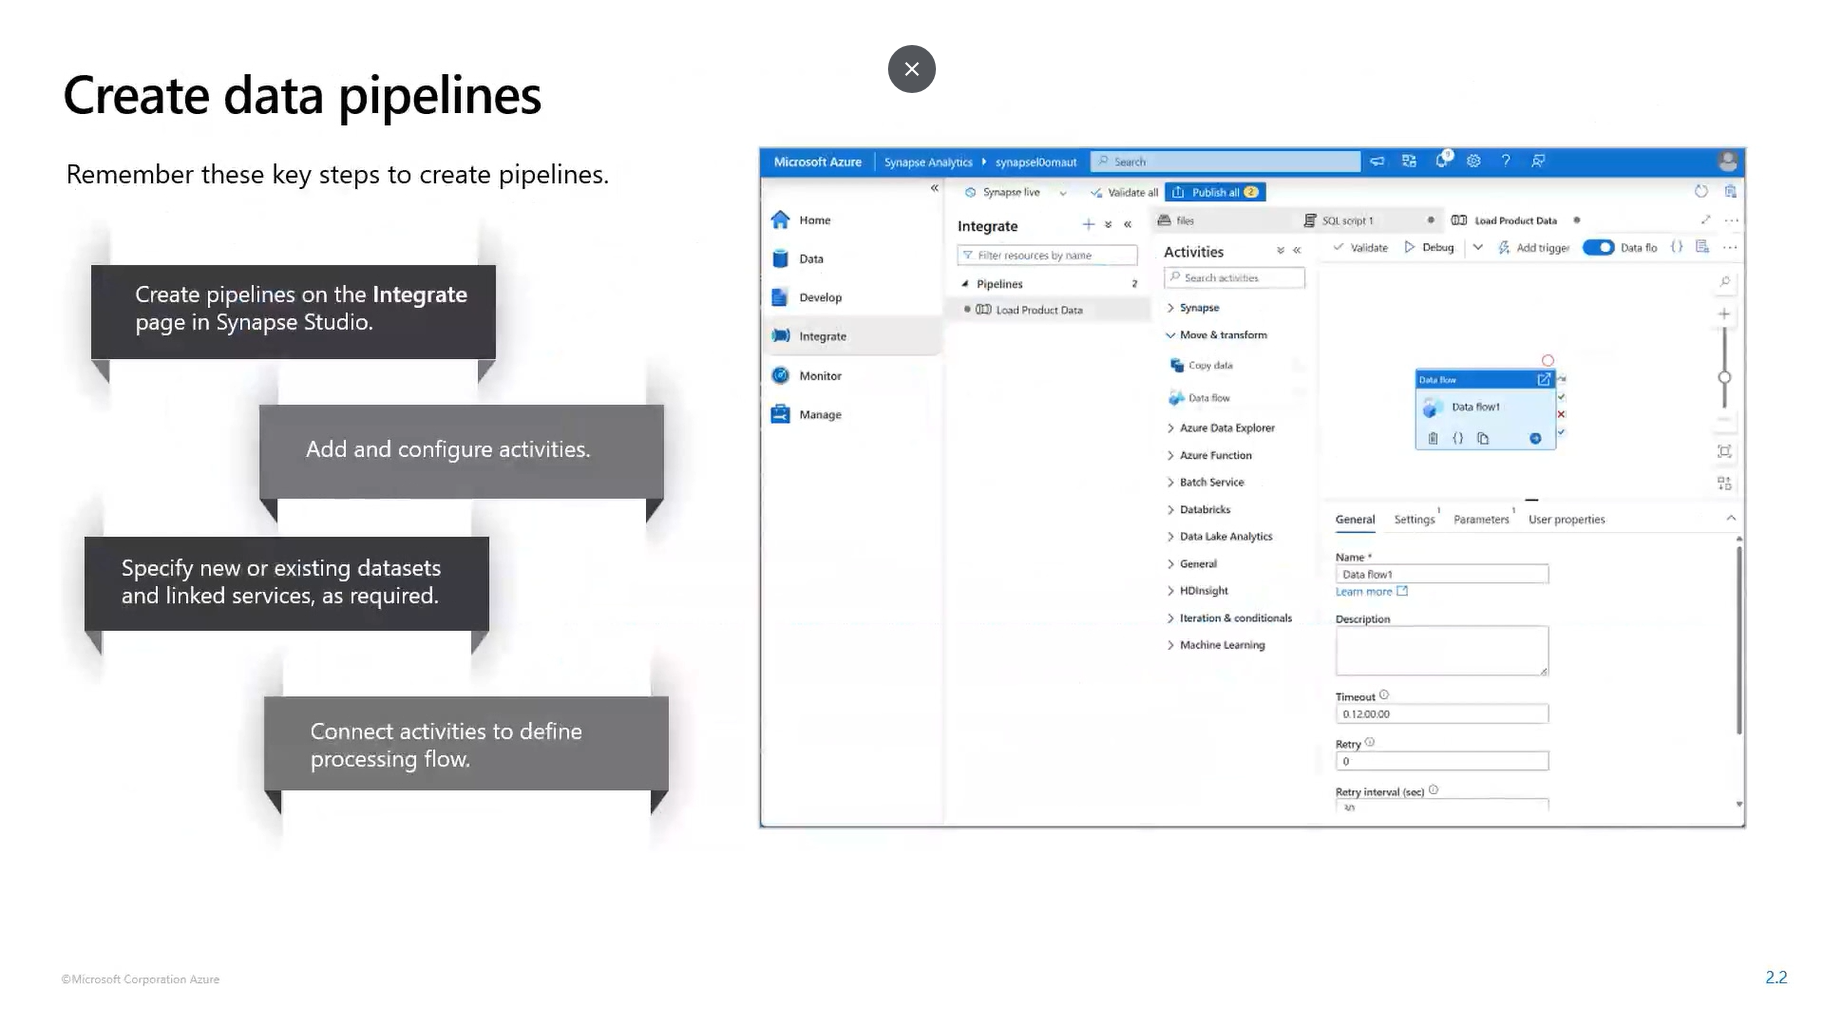 Create data pipelines
Remember these key steps to create pipelines.
Create pipelines on the Integrate
page in Synapse Studio.
Add and configure activities.
Specify new or existing datasets
and linked services, as required.
Connect activities to define
processing flow.
Microsoft Azure
Synapse Analytics
synapsel0omaut
Search
Synapse live
Validate all
Publish all 2
Home
Data
Develop
Integrate
Monitor
Manage
Integrate
Filter resources by name
Pipelines 2
Load Product Data
files
SQL script 1
Load Product Data
Activities
Search activities
Synapse
Move & transform
Copy data
Data flow
Azure Data Explorer
Azure Function
Batch Service
Databricks
Data Lake Analytics
General
HDInsight
Iteration & conditionals
Machine Learning
Validate
Debug
Add trigger
Data flo
Data flow
Data flow1
General
Settings 1
Parameters 1
User properties
Name *
Data flow1
Learn more
Description
Timeout
0.12:00:00
Retry
0
Retry interval (sec)
30
©Microsoft Corporation Azure
2.2